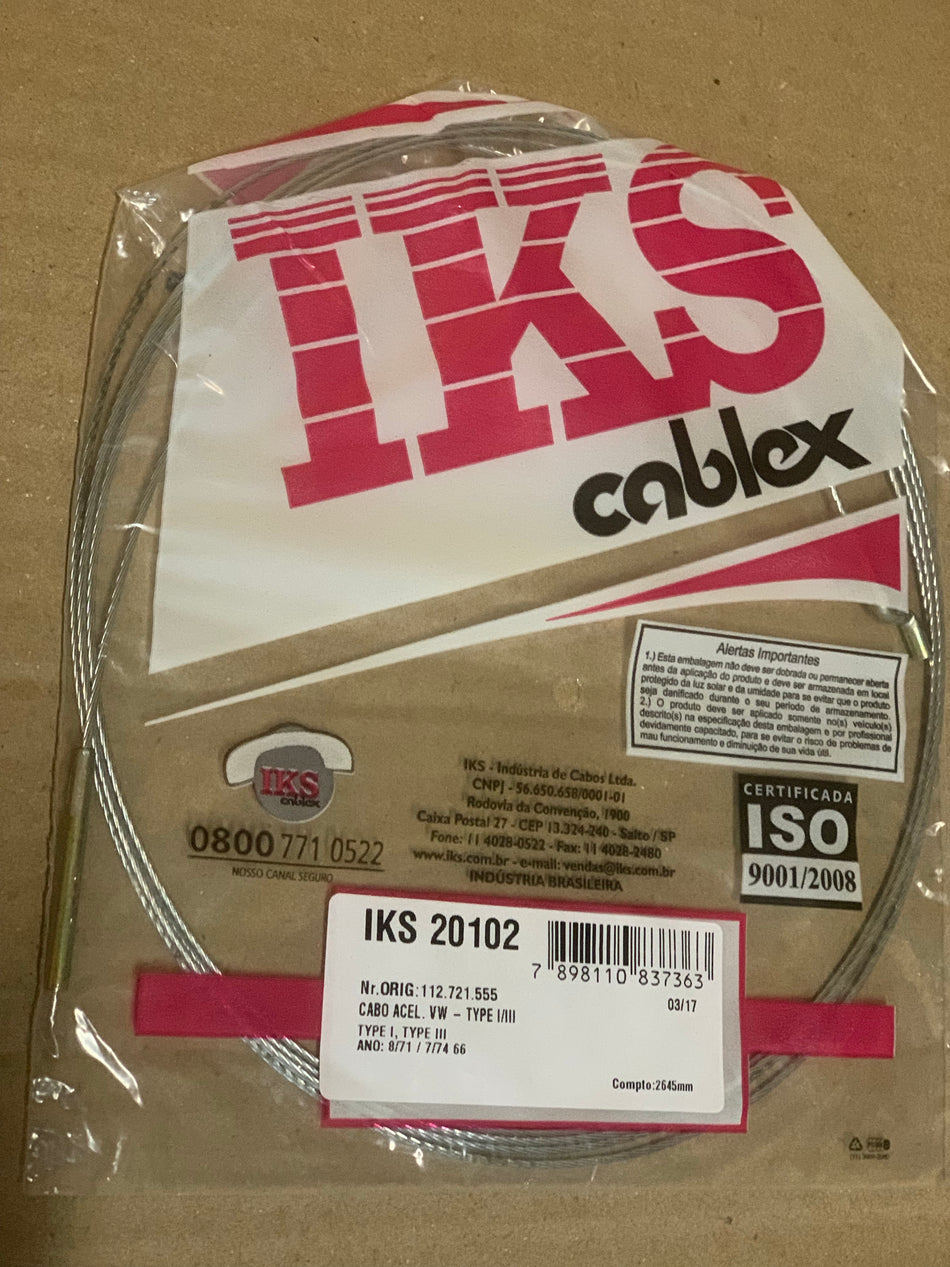 IKS
cablex
Alertas Importantes
1.) Esta embalagem não deve ser dobrada ou permanecer aberta
antes da aplicação do produto e deve ser armazenada em local
protegido da luz solar e da umidade para se evitar que o produto
seja danificado durante o seu período de armazenamento.
2.) O produto deve ser aplicado somente no(s) veículo(s)
descrito(s) na especificação desta embalagem e por profissional
devidamente capacitado, para se evitar o risco de problemas de
mau funcionamento e diminuição de sua vida útil.
IKS
cablex
0800 771 0522
NOSSO CANAL SEGURO
IKS - Indústria de Cabos Ltda.
CNPJ - 56.650.658/0001-01
Rodovia da Convenção, 1900
Caixa Postal 27 - CEP 13.324-240 - Salto / SP
Fone: 11 4028-0522 - Fax: 11 4028-2480
www.iks.com.br - e-mail: vendas@iks.com.br
INDÚSTRIA BRASILEIRA
CERTIFICADA
ISO
9001/2008
IKS 20102
7 898110 837363
Nr.ORIG:112.721.555
03/17
CABO ACEL. VW - TYPE I/III
TYPE I, TYPE III
ANO: 8/71 / 7/74 66
Compto:2645mm